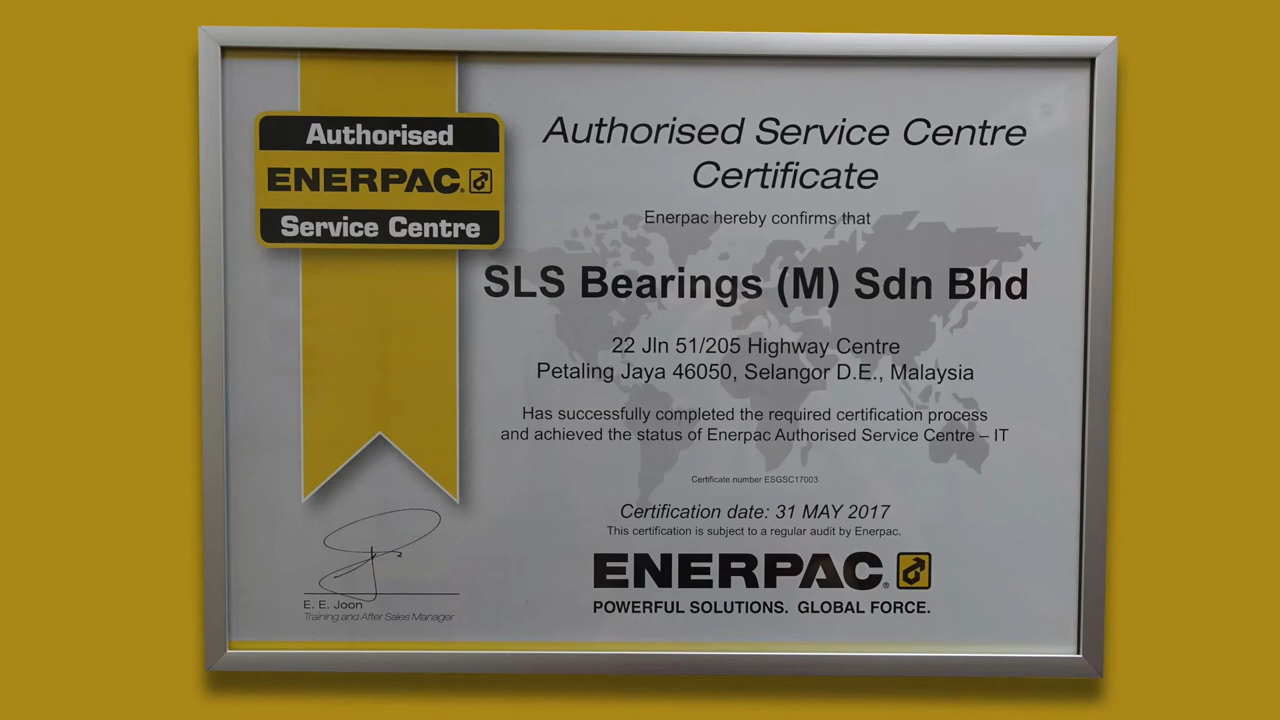 Authorised
ENERPAC®
Service Centre
Authorised Service Centre
Certificate
Enerpac hereby confirms that
SLS Bearings (M) Sdn Bhd
22 Jln 51/205 Highway Centre
Petaling Jaya 46050, Selangor D.E., Malaysia
Has successfully completed the required certification process
and achieved the status of Enerpac Authorised Service Centre – IT
Certificate number ESGSC17003
Certification date: 31 MAY 2017
This certification is subject to a regular audit by Enerpac.
ENERPAC®
POWERFUL SOLUTIONS. GLOBAL FORCE.
E. E. Joon
Training and After Sales Manager